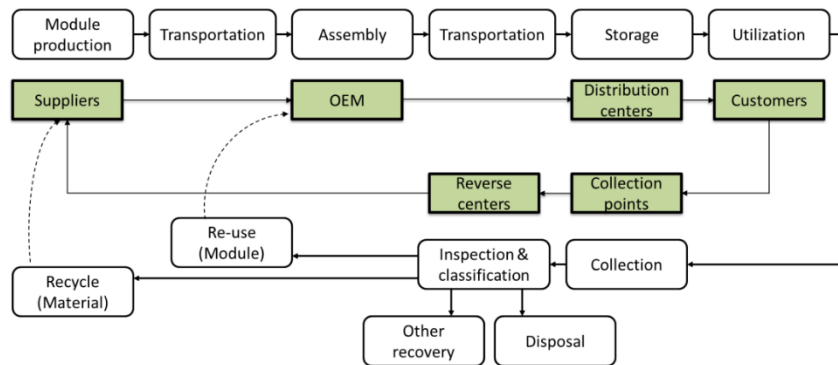 Module
production
Transportation
Assembly
Transportation
Storage
Utilization
Suppliers
OEM
Distribution
centers
Customers
Reverse
centers
Collection
points
Re-use
(Module)
Inspection &
classification
Collection
Recycle
(Material)
Other
recovery
Disposal